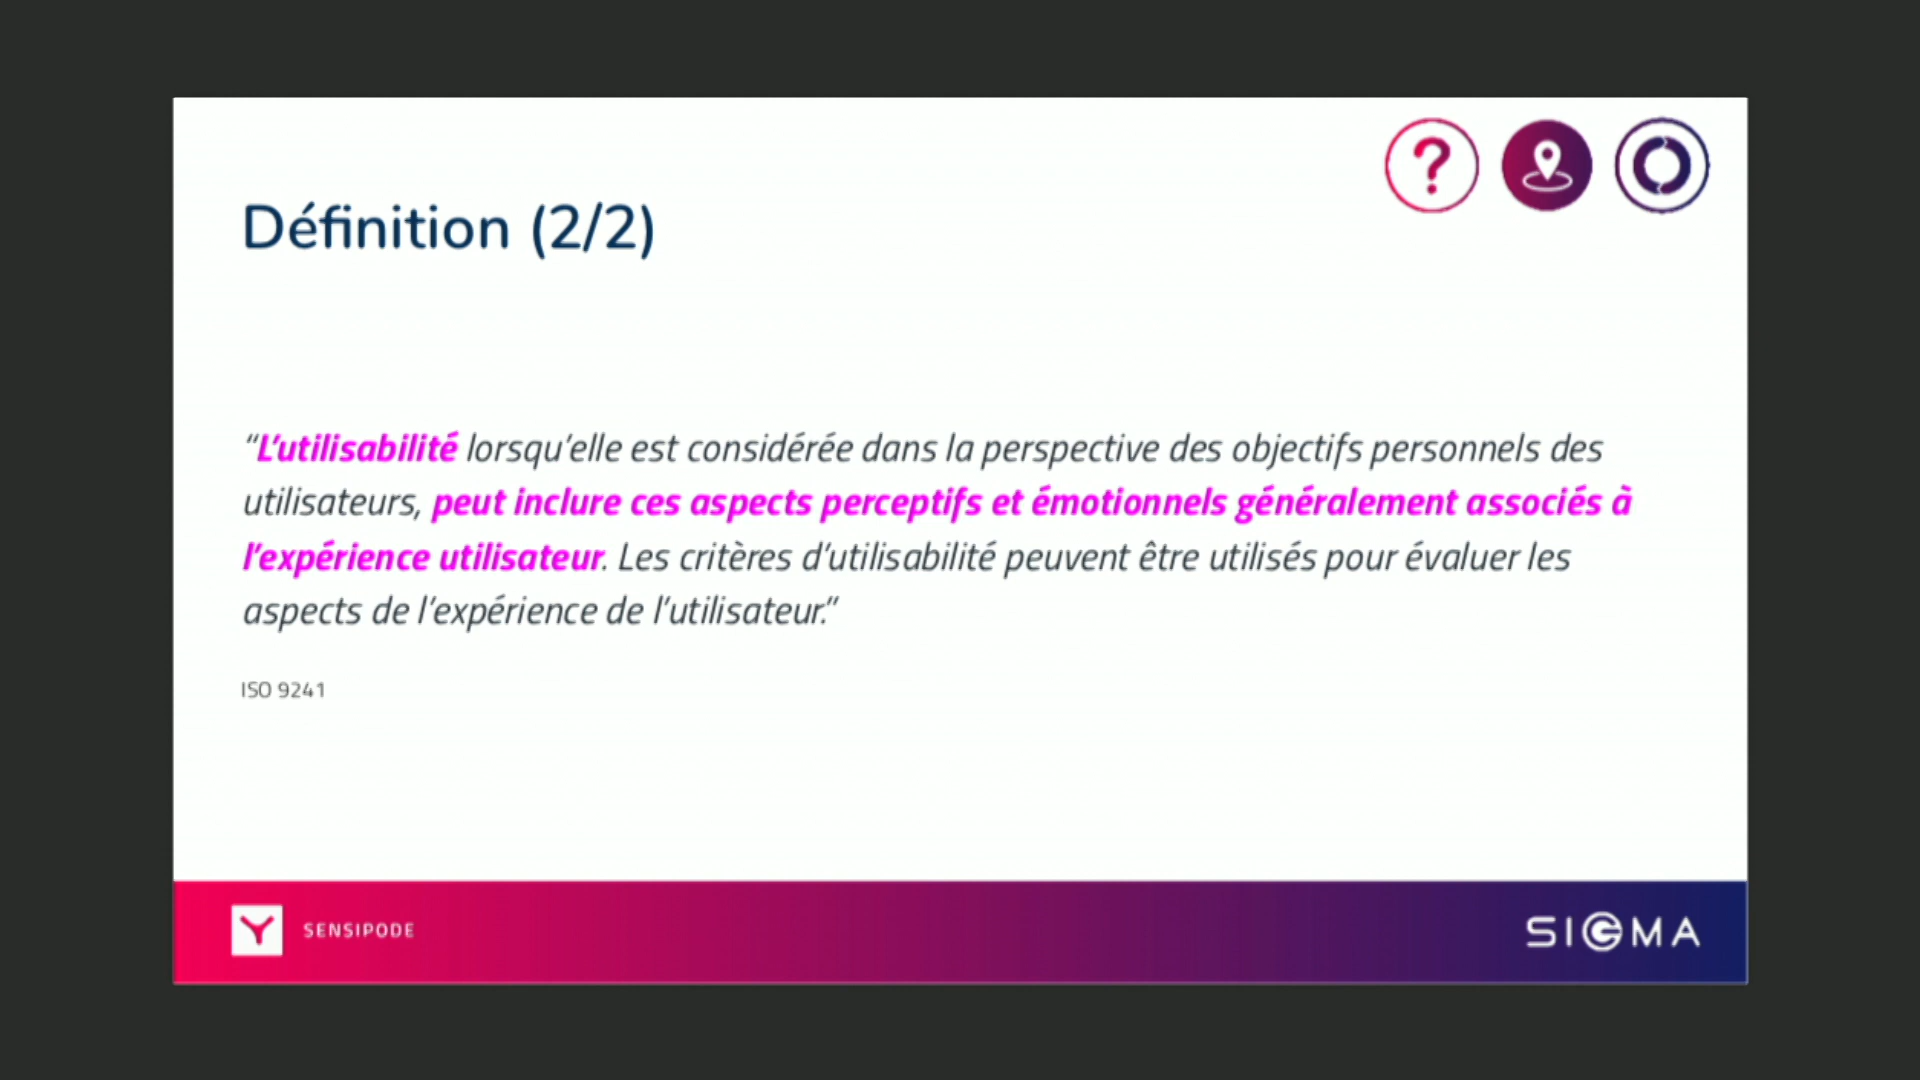 ?
Définition (2/2)
“L’utilisabilité lorsqu’elle est considérée dans la perspective des objectifs personnels des
utilisateurs, peut inclure ces aspects perceptifs et émotionnels généralement associés à
l’expérience utilisateur. Les critères d’utilisabilité peuvent être utilisés pour évaluer les
aspects de l’expérience de l’utilisateur.”
ISO 9241
SENSIPODE
SIGMA